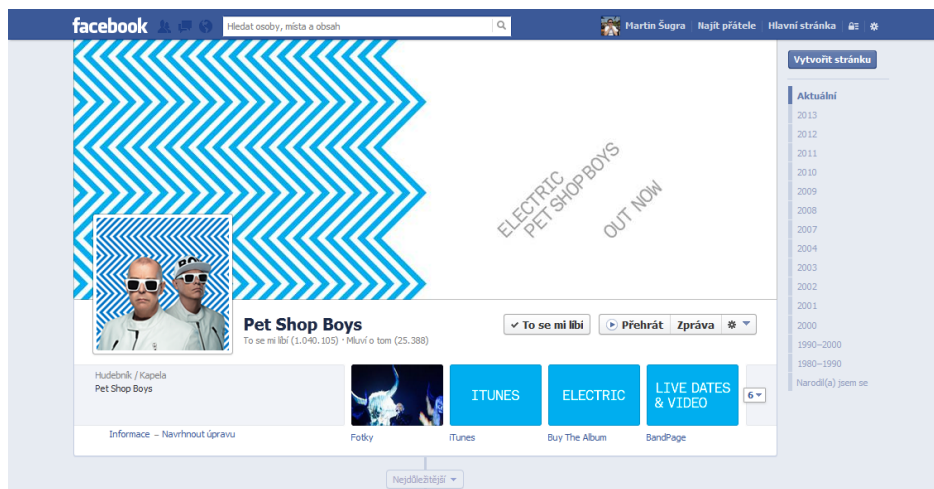 facebook
Hledat osoby, místa a obsah
Martin Šugra
Najít přátele
Hlavní stránka
Vytvořit stránku
Aktuální
2013
2012
2011
2010
2009
2008
2007
2004
2003
2002
2001
2000
1990–2000
1980–1990
Narodil(a) jsem se
ELECTRIC
PET SHOP BOYS
OUT NOW
BOY
Pet Shop Boys
To se mi líbí (1.040.105) · Mluví o tom (25.388)
✔ To se mi líbí
Přehrát
Zpráva
Hudebník / Kapela
Pet Shop Boys
Informace – Navrhnout úpravu
ITUNES
ELECTRIC
LIVE DATES
& VIDEO
6
Fotky
iTunes
Buy The Album
BandPage
Nejdůležitější